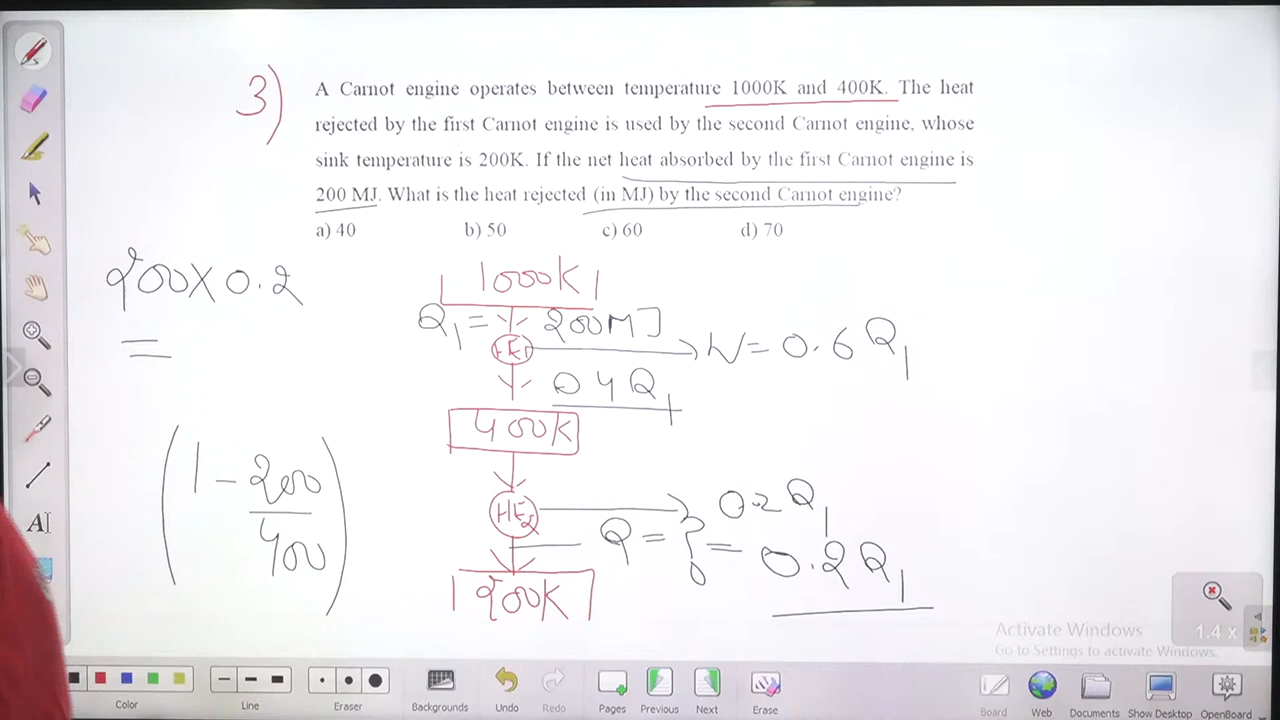 3)
A Carnot engine operates between temperature 1000K and 400K. The heat
rejected by the first Carnot engine is used by the second Carnot engine, whose
sink temperature is 200K. If the net heat absorbed by the first Carnot engine is
200 MJ. What is the heat rejected (in MJ) by the second Carnot engine?
a) 40 b) 50 c) 60 d) 70
200 X 0.2
=
1000K
Q1 = 200MJ
HE1 W = 0.6 Q1
0.4 Q1
400K
(1 - 200/400)
HE2 0.2 Q1
Q = ? = 0.2 Q1
200K
Activate Windows
Go to Settings to activate Windows.
1.4 x
Color
Line
Eraser
Backgrounds
Undo
Redo
Pages
Previous
Next
Erase
Board
Web
Documents
Show Desktop
OpenBoard